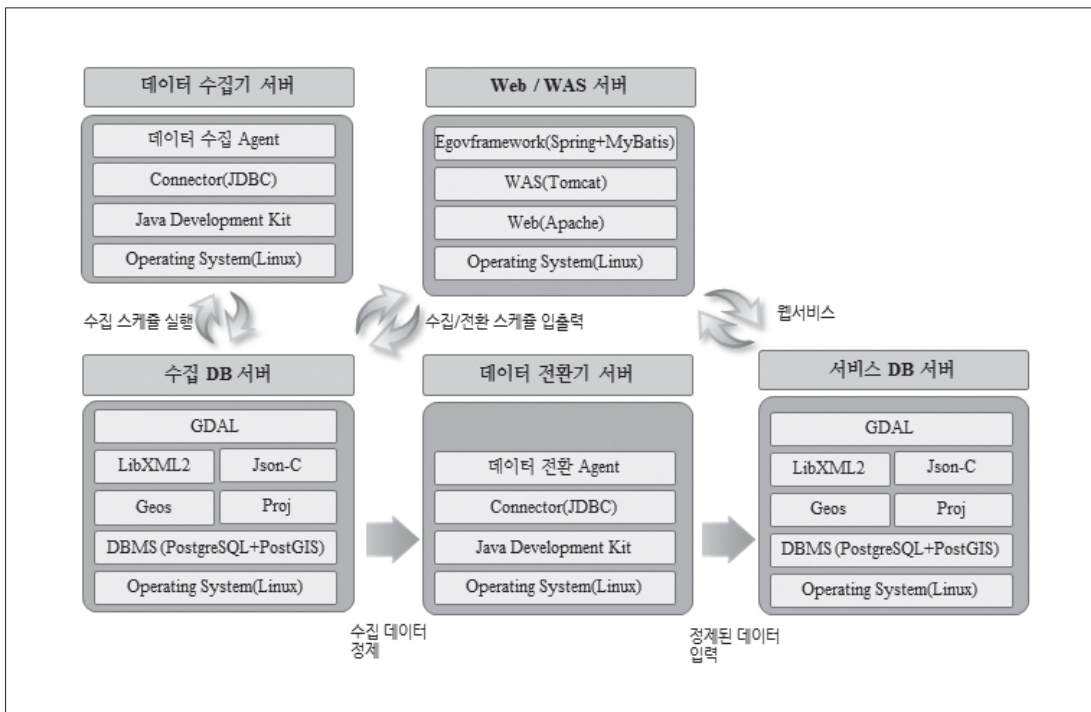 데이터 수집기 서버
데이터 수집 Agent
Connector(JDBC)
Java Development Kit
Operating System(Linux)
Web / WAS 서버
Egovframework(Spring+MyBatis)
WAS(Tomcat)
Web(Apache)
Operating System(Linux)
수집 스케쥴 실행
수집/전환 스케쥴 입출력
웹서비스
수집 DB 서버
GDAL
LibXML2
Json-C
Geos
Proj
DBMS (PostgreSQL+PostGIS)
Operating System(Linux)
데이터 전환기 서버
데이터 전환 Agent
Connector(JDBC)
Java Development Kit
Operating System(Linux)
서비스 DB 서버
GDAL
LibXML2
Json-C
Geos
Proj
DBMS (PostgreSQL+PostGIS)
Operating System(Linux)
수집 데이터
정제
정제된 데이터
입력